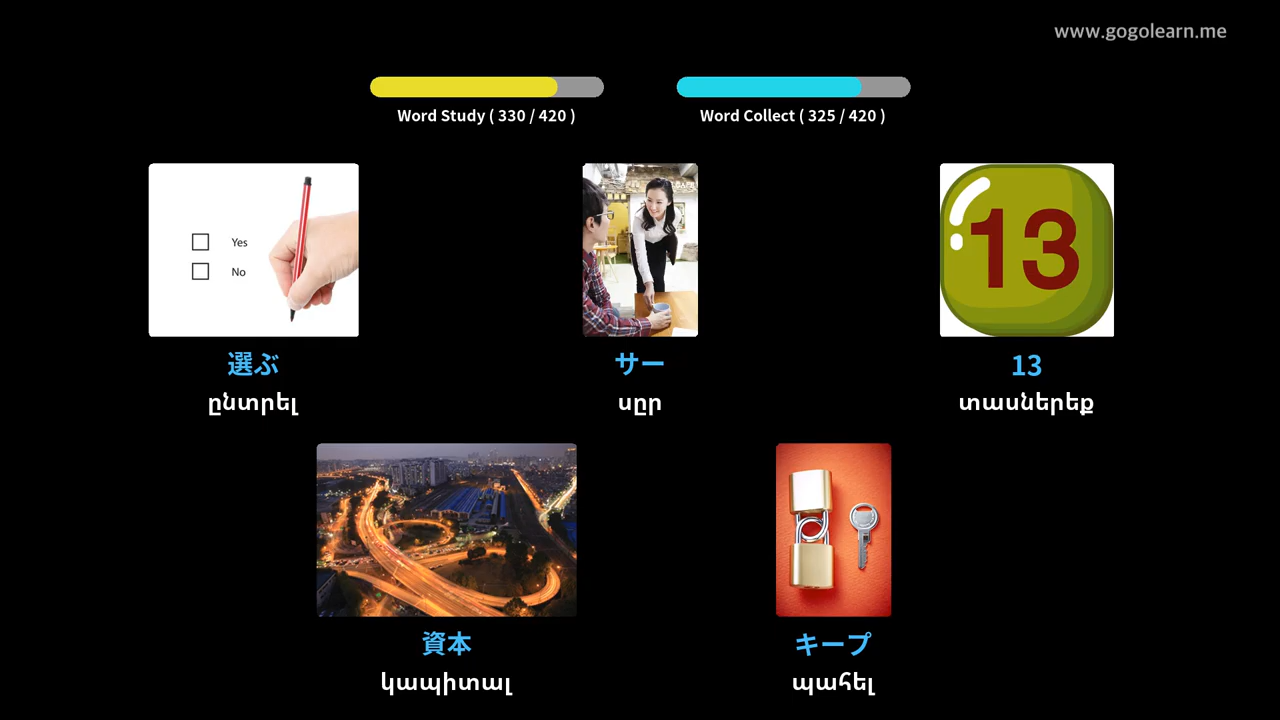 www.gogolearn.me
Word Study ( 330 / 420 )
Word Collect ( 325 / 420 )
Yes
No
13
選ぶ
ընտրել
サー
սըր
13
տասներեք
資本
կապիտալ
キープ
պահել